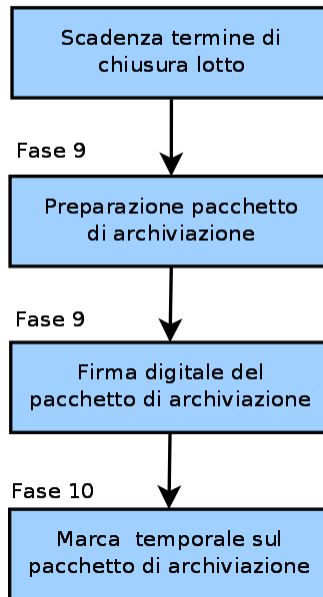 Scadenza termine di
chiusura lotto
Fase 9
Preparazione pacchetto
di archiviazione
Fase 9
Firma digitale del
pacchetto di archiviazione
Fase 10
Marca temporale sul
pacchetto di archiviazione